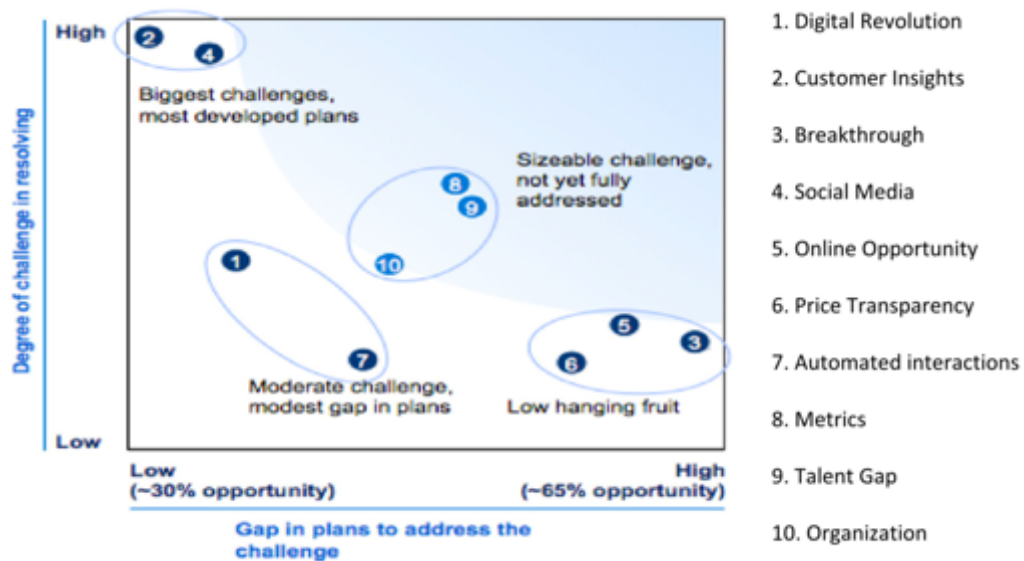 High
2
4
Biggest challenges,
most developed plans
Sizeable challenge,
not yet fully
addressed
8
9
10
1
7
Moderate challenge,
modest gap in plans
5
3
6
Low hanging fruit
Degree of challenge in resolving
Low
Low
(~30% opportunity)
High
(~65% opportunity)
Gap in plans to address the
challenge
1. Digital Revolution
2. Customer Insights
3. Breakthrough
4. Social Media
5. Online Opportunity
6. Price Transparency
7. Automated interactions
8. Metrics
9. Talent Gap
10. Organization